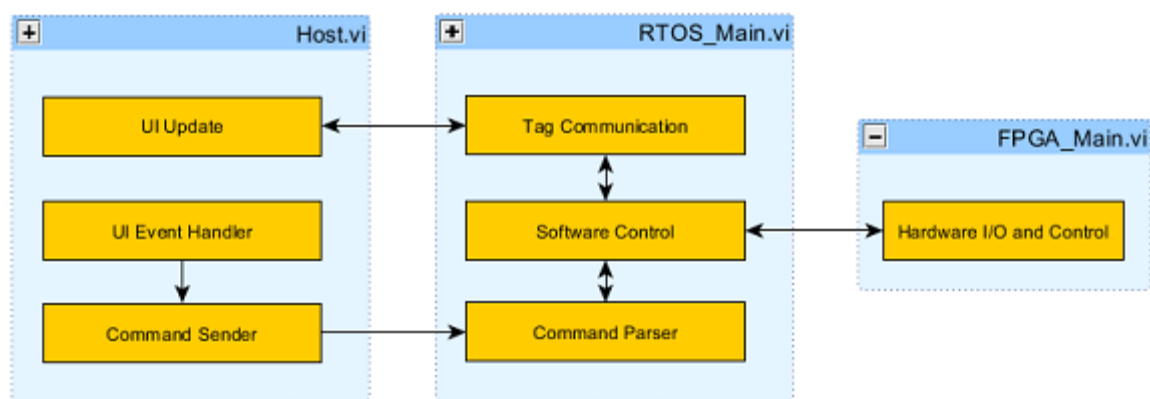 Host.vi
UI Update
UI Event Handler
Command Sender
RTOS_Main.vi
Tag Communication
Software Control
Command Parser
FPGA_Main.vi
Hardware I/O and Control